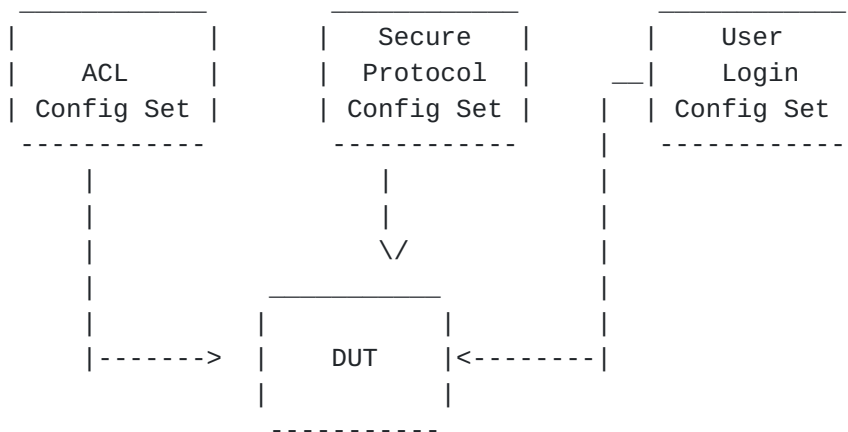 Secure User
ACL Protocol Login
Config Set Config Set Config Set
DUT